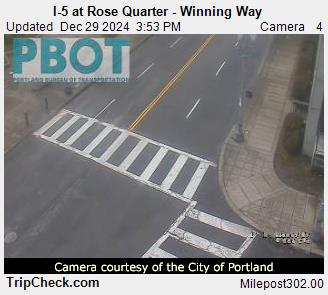 I-5 at Rose Quarter - Winning Way
Updated Dec 29 2024 3:53 PM Camera 4
PBOT
PORTLAND BUREAU OF TRANSPORTATION
Camera courtesy of the City of Portland
TripCheck.com Milepost302.00